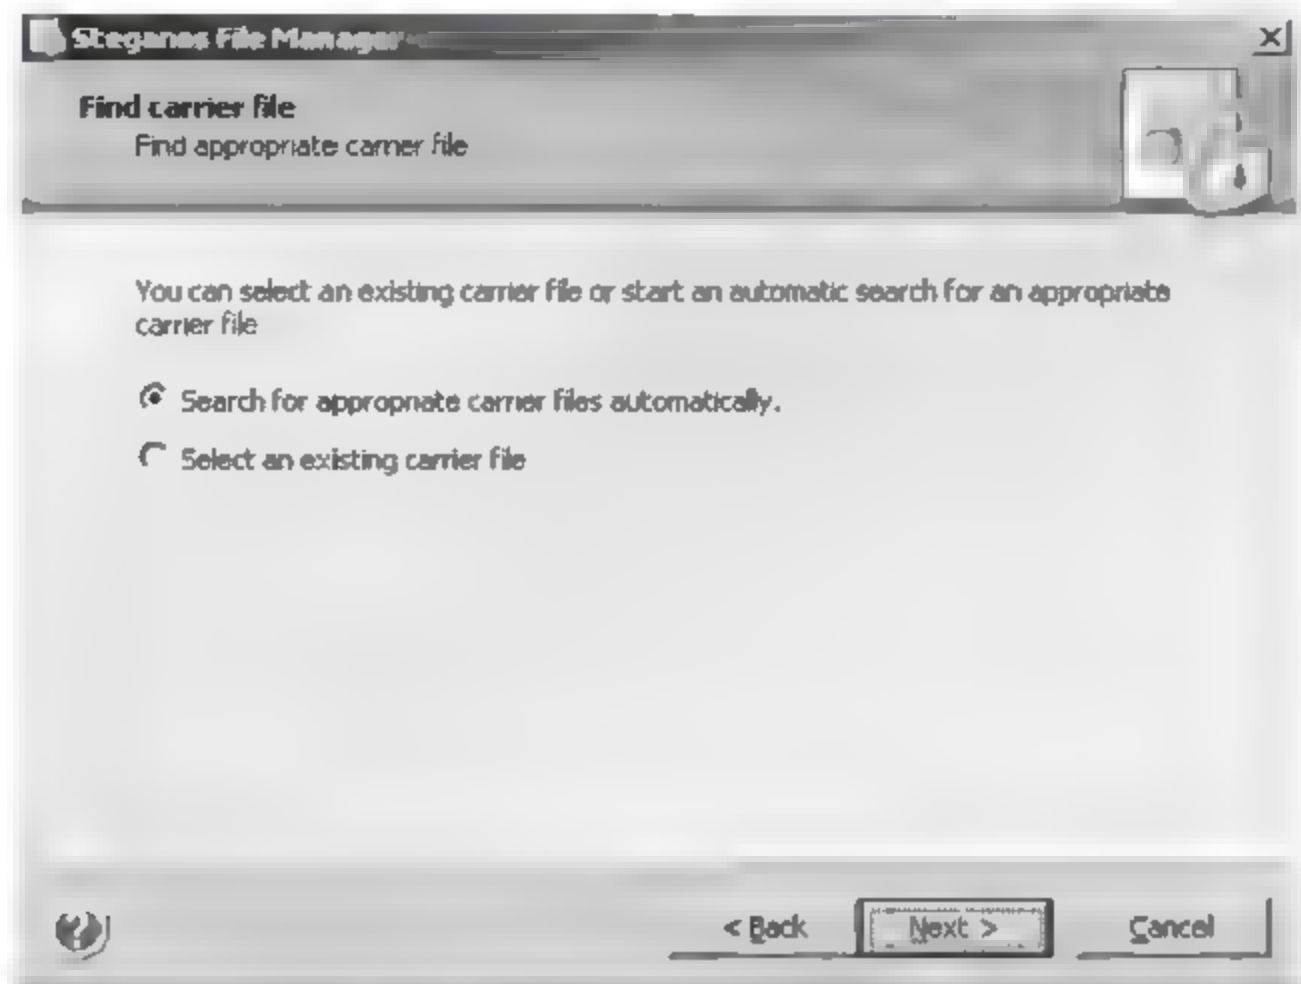 Steganos File Manager
Find carrier file
Find appropriate carrier file
You can select an existing carrier file or start an automatic search for an appropriate
carrier file
Search for appropriate carrier files automatically.
Select an existing carrier file
< Back
Next >
Cancel